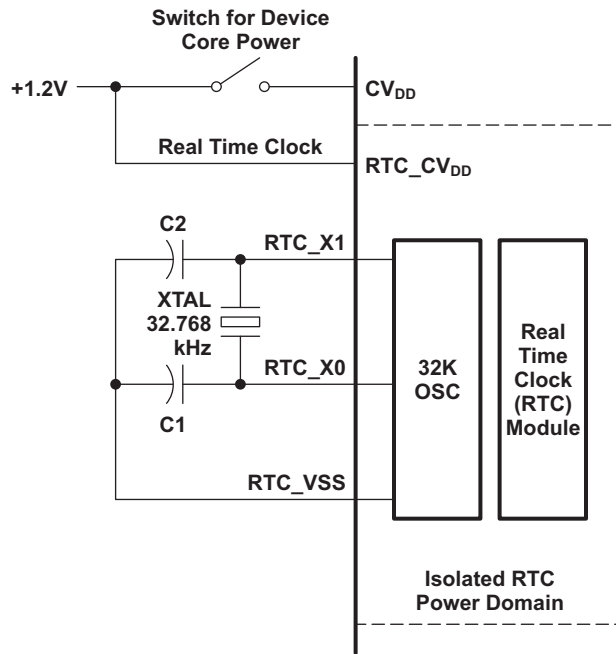 Switch for Device
Core Power
+1.2V
CVDD
Real Time Clock
RTC_CVDD
C2
RTC_X1
XTAL
32.768
kHz
RTC_X0
C1
RTC_VSS
32K
OSC
Real
Time
Clock
(RTC)
Module
Isolated RTC
Power Domain